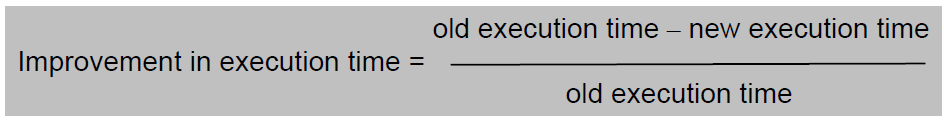 old execution time – new execution time
Improvement in execution time =
old execution time